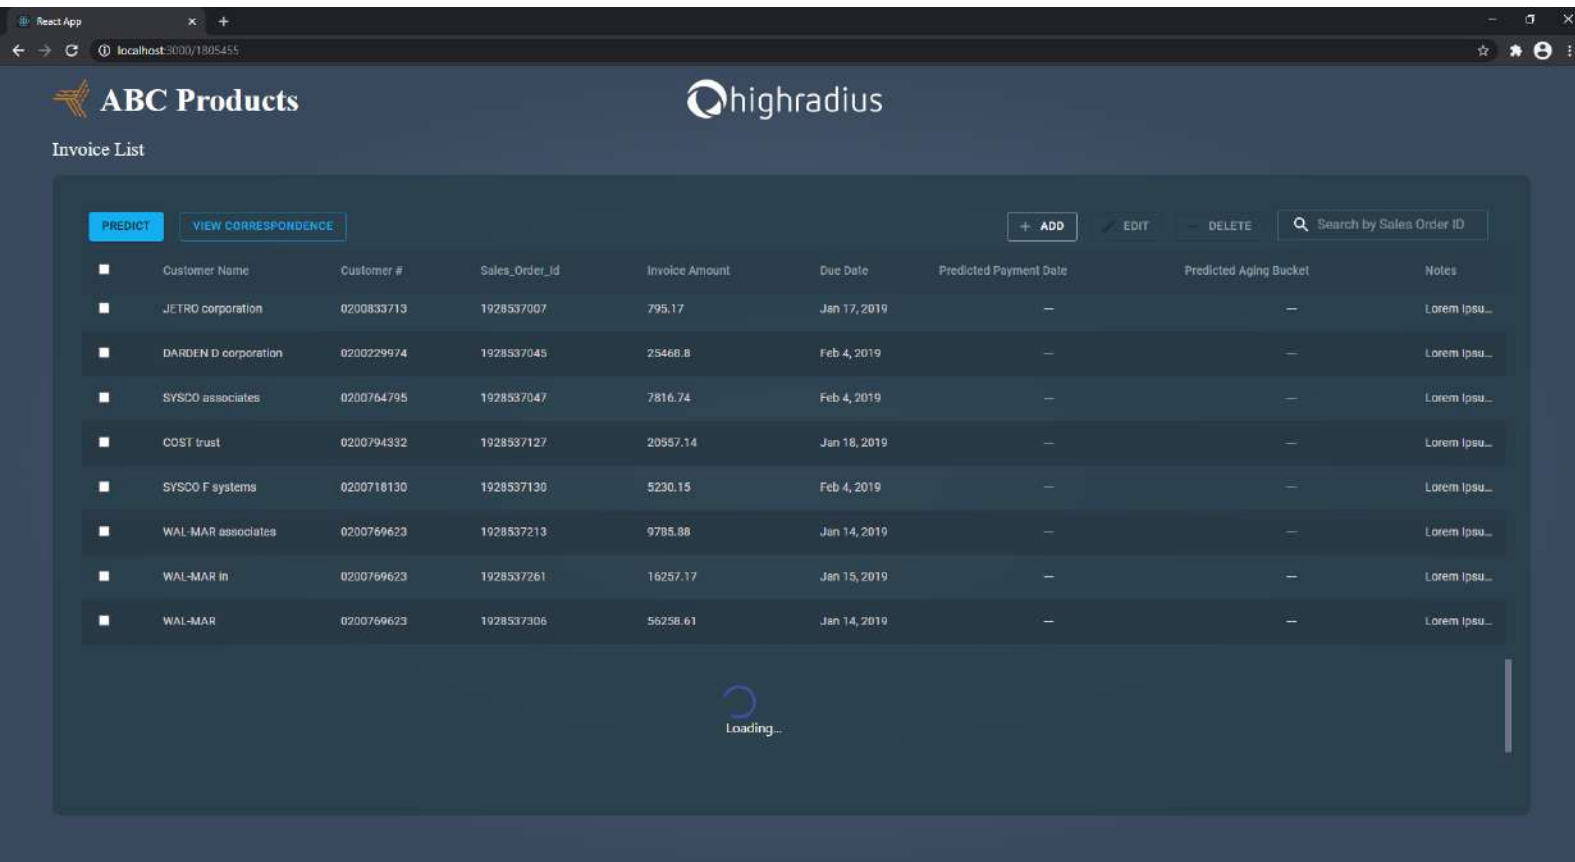 React App
localhost:3000/1805455
ABC Products
highradius
Invoice List
PREDICT VIEW CORRESPONDENCE + ADD EDIT DELETE Search by Sales Order ID
Customer Name Customer # Sales_Order_Id Invoice Amount Due Date Predicted Payment Date Predicted Aging Bucket Notes
JETRO corporation 0200833713 1928537007 795.17 Jan 17, 2019 — — Lorem Ipsu...
DARDEN D corporation 0200229974 1928537045 25468.8 Feb 4, 2019 — — Lorem Ipsu...
SYSCO associates 0200764795 1928537047 7816.74 Feb 4, 2019 — — Lorem Ipsu...
COST trust 0200794332 1928537127 20557.14 Jan 18, 2019 — — Lorem Ipsu...
SYSCO F systems 0200718130 1928537130 5230.15 Feb 4, 2019 — — Lorem Ipsu...
WAL-MAR associates 0200769623 1928537213 9785.88 Jan 14, 2019 — — Lorem Ipsu...
WAL-MAR in 0200769623 1928537261 16257.17 Jan 15, 2019 — — Lorem Ipsu...
WAL-MAR 0200769623 1928537306 56258.61 Jan 14, 2019 — — Lorem Ipsu...
Loading...